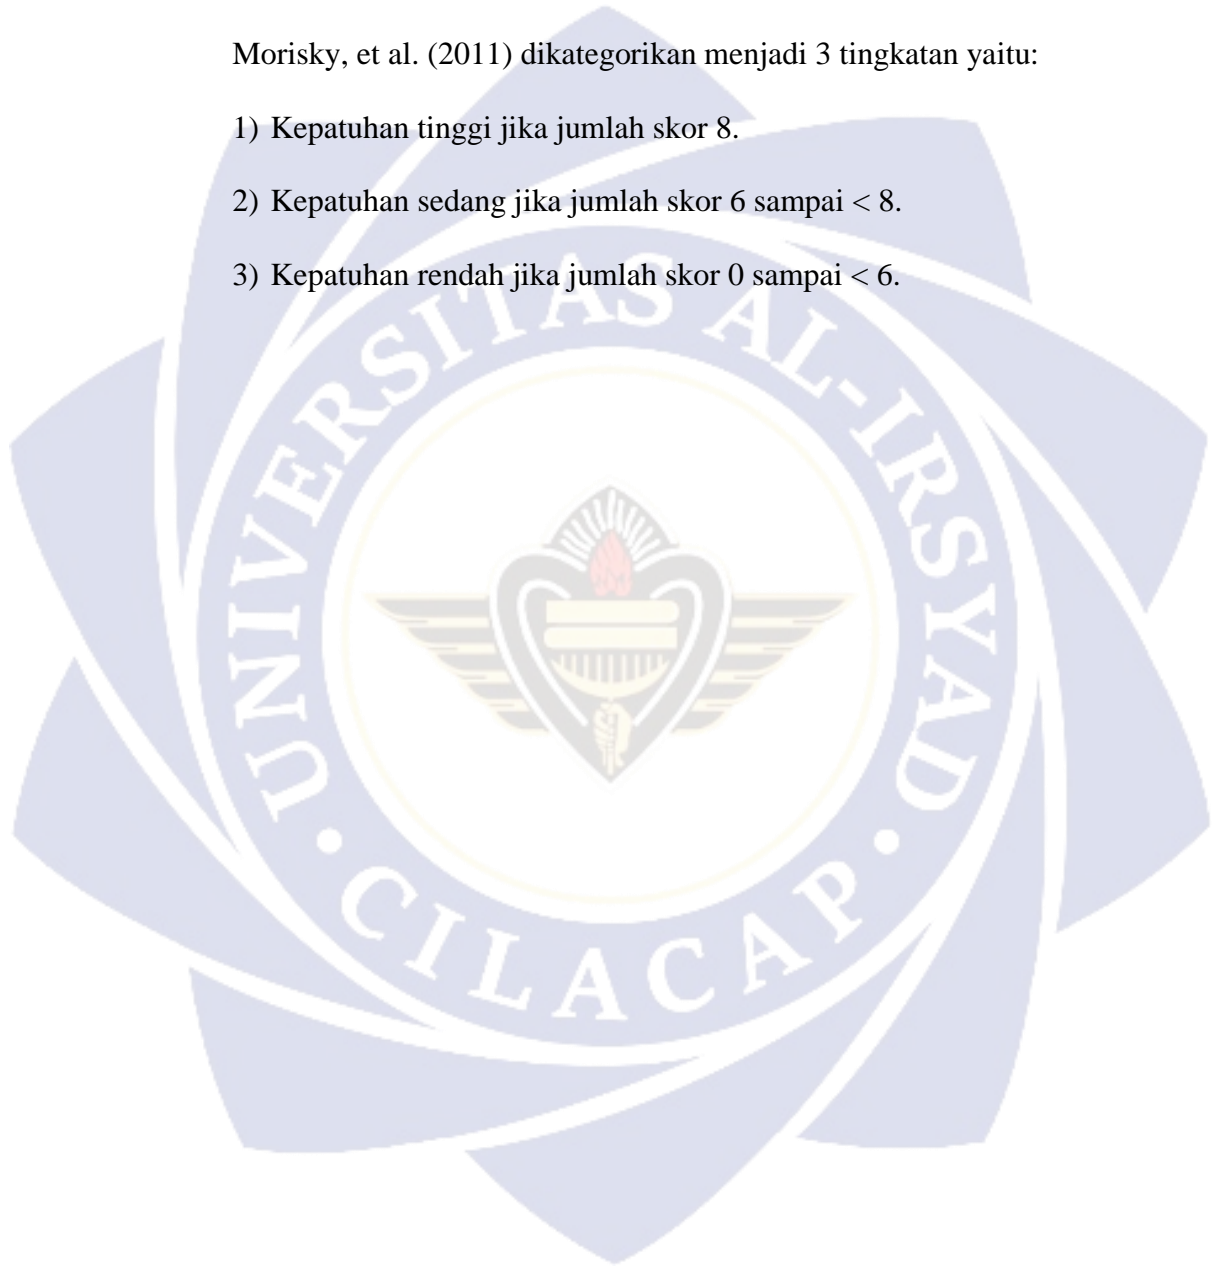 Morisky, et al. (2011) dikategorikan menjadi 3 tingkatan yaitu:
1) Kepatuhan tinggi jika jumlah skor 8.
2) Kepatuhan sedang jika jumlah skor 6 sampai < 8.
3) Kepatuhan rendah jika jumlah skor 0 sampai < 6.
UNIVERSITAS AL-IRSYAD
• CILACAP •